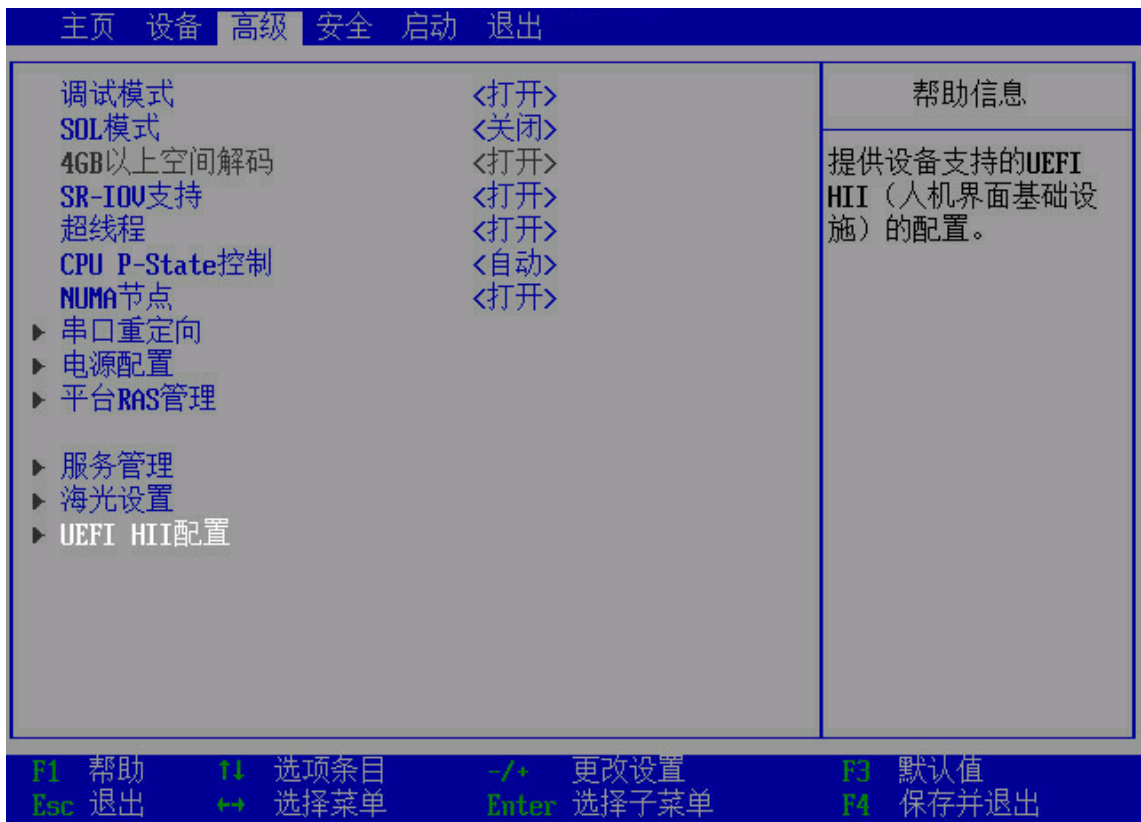 主页 设备 高级 安全 启动 退出
调试模式 <打开>
SOL模式 <关闭>
4GB以上空间解码 <打开>
SR-IOV支持 <打开>
超线程 <打开>
CPU P-State控制 <自动>
NUMA节点 <打开>
串口重定向
电源配置
平台RAS管理
服务管理
海光设置
UEFI HII配置
帮助信息
提供设备支持的UEFI
HII（人机界面基础设
施）的配置。
F1 帮助 ↑↓ 选项条目 -/+ 更改设置 F3 默认值
Esc 退出 ←→ 选择菜单 Enter 选择子菜单 F4 保存并退出